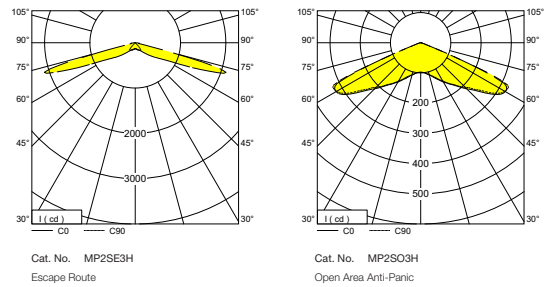 105° 105° 105° 105°
90° 90° 90° 90°
75° 75° 75° 75°
60° 60° 60° 60°
200
2000 300
45° 45° 45° 45°
400
3000
500
30° 30° 30° 30°
I ( cd ) I ( cd )
C0 C90 C0 C90
Cat. No. MP2SE3H Cat. No. MP2SO3H
Escape Route Open Area Anti-Panic